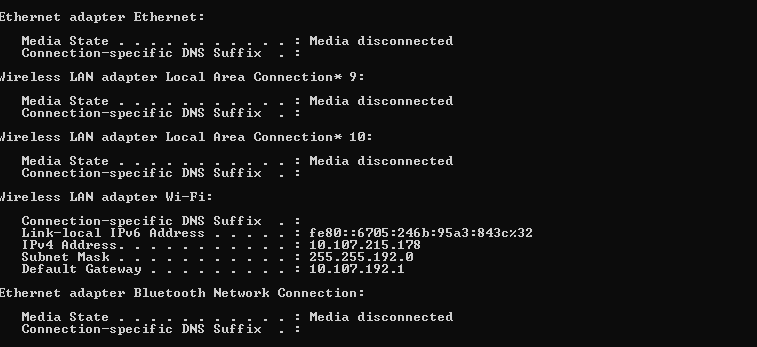 Ethernet adapter Ethernet:
Media State . . . . . . . . . . . : Media disconnected
Connection-specific DNS Suffix  . :
Wireless LAN adapter Local Area Connection* 9:
Media State . . . . . . . . . . . : Media disconnected
Connection-specific DNS Suffix  . :
Wireless LAN adapter Local Area Connection* 10:
Media State . . . . . . . . . . . : Media disconnected
Connection-specific DNS Suffix  . :
Wireless LAN adapter Wi-Fi:
Connection-specific DNS Suffix  . :
Link-local IPv6 Address . . . . . : fe80::6705:246b:95a3:843c%32
IPv4 Address. . . . . . . . . . . : 10.107.215.178
Subnet Mask . . . . . . . . . . . : 255.255.192.0
Default Gateway . . . . . . . . . : 10.107.192.1
Ethernet adapter Bluetooth Network Connection:
Media State . . . . . . . . . . . : Media disconnected
Connection-specific DNS Suffix  . :